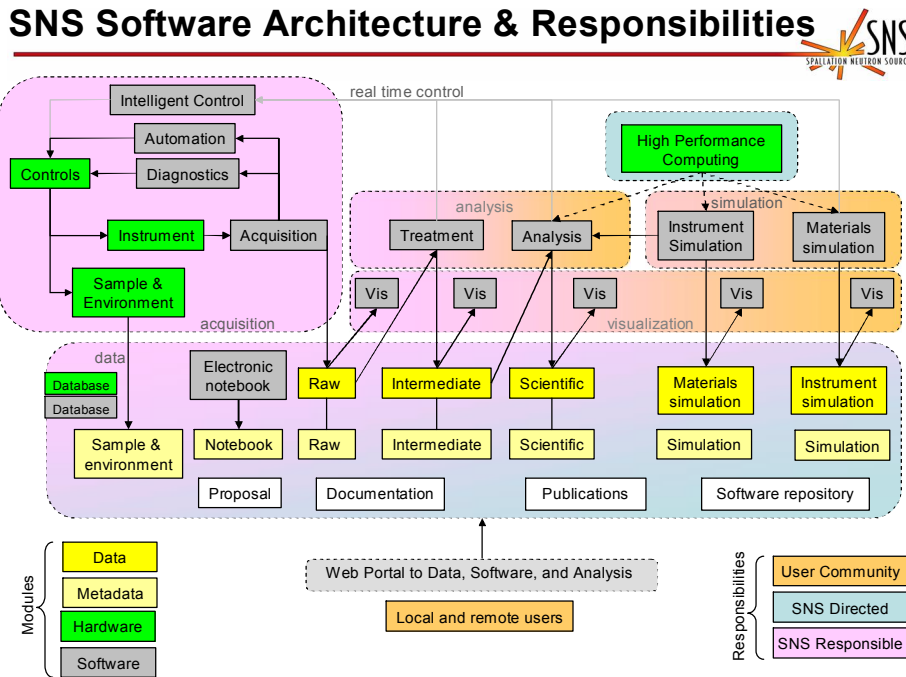 SNS Software Architecture & Responsibilities
SNS
SPALLATION NEUTRON SOURC
Intelligent Control
real time control
Automation
High Performance
Computing
Controls
Diagnostics
analysis
simulation
Instrument
Acquisition
Treatment
Analysis
Instrument
Simulation
Materials
simulation
Sample &
Environment
Vis
Vis
Vis
Vis
Vis
acquisition
visualization
data
Database
Database
Electronic
notebook
Raw
Intermediate
Scientific
Materials
simulation
Instrument
simulation
Sample &
environment
Notebook
Raw
Intermediate
Scientific
Simulation
Simulation
Proposal
Documentation
Publications
Software repository
Modules
Data
Metadata
Hardware
Software
Web Portal to Data, Software, and Analysis
Local and remote users
Responsibilities
User Community
SNS Directed
SNS Responsible